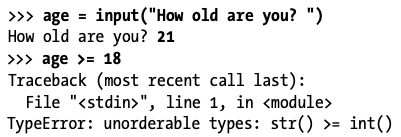 >>> age = input("How old are you? ")
How old are you? 21
>>> age >= 18
Traceback (most recent call last):
  File "<stdin>", line 1, in <module>
TypeError: unorderable types: str() >= int()